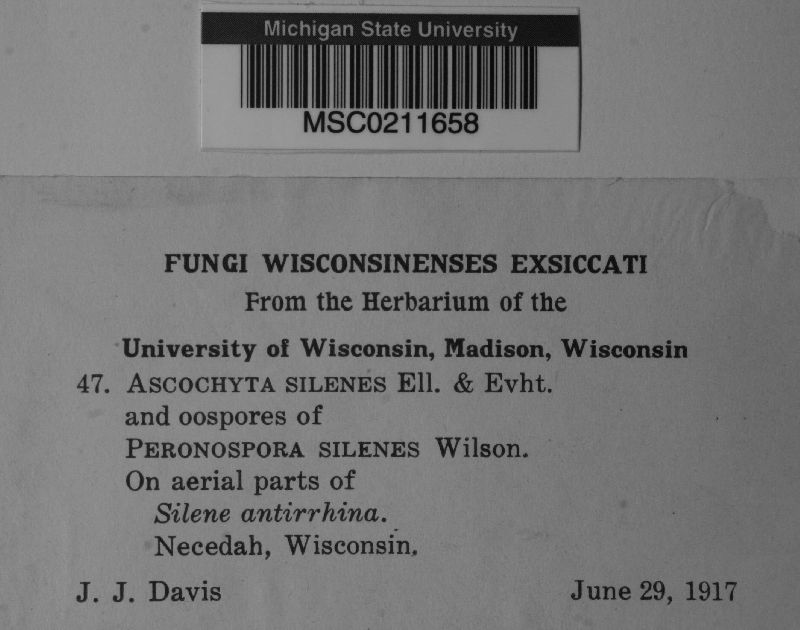 Michigan State University
MSC0211658
FUNGI WISCONSINENSES EXSICCATI
From the Herbarium of the
University of Wisconsin, Madison, Wisconsin
47. ASCOCHYTA SILENES Ell. & Evht.
and oospores of
PERONOSPORA SILENES Wilson.
On aerial parts of
Silene antirrhina.
Necedah, Wisconsin.
J. J. Davis June 29, 1917